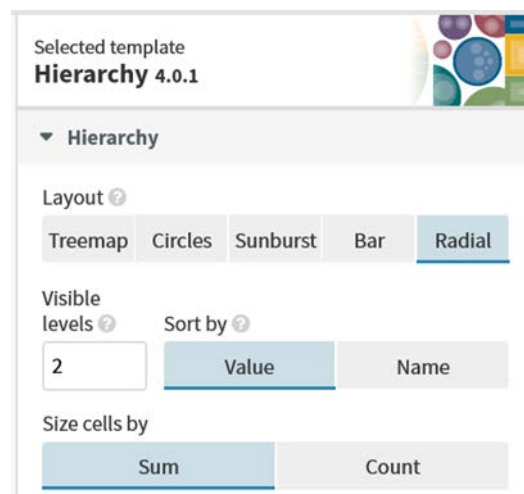 Selected template
Hierarchy 4.0.1
Hierarchy
Layout
Treemap Circles Sunburst Bar Radial
Visible
levels Sort by
2 Value Name
Size cells by
Sum Count